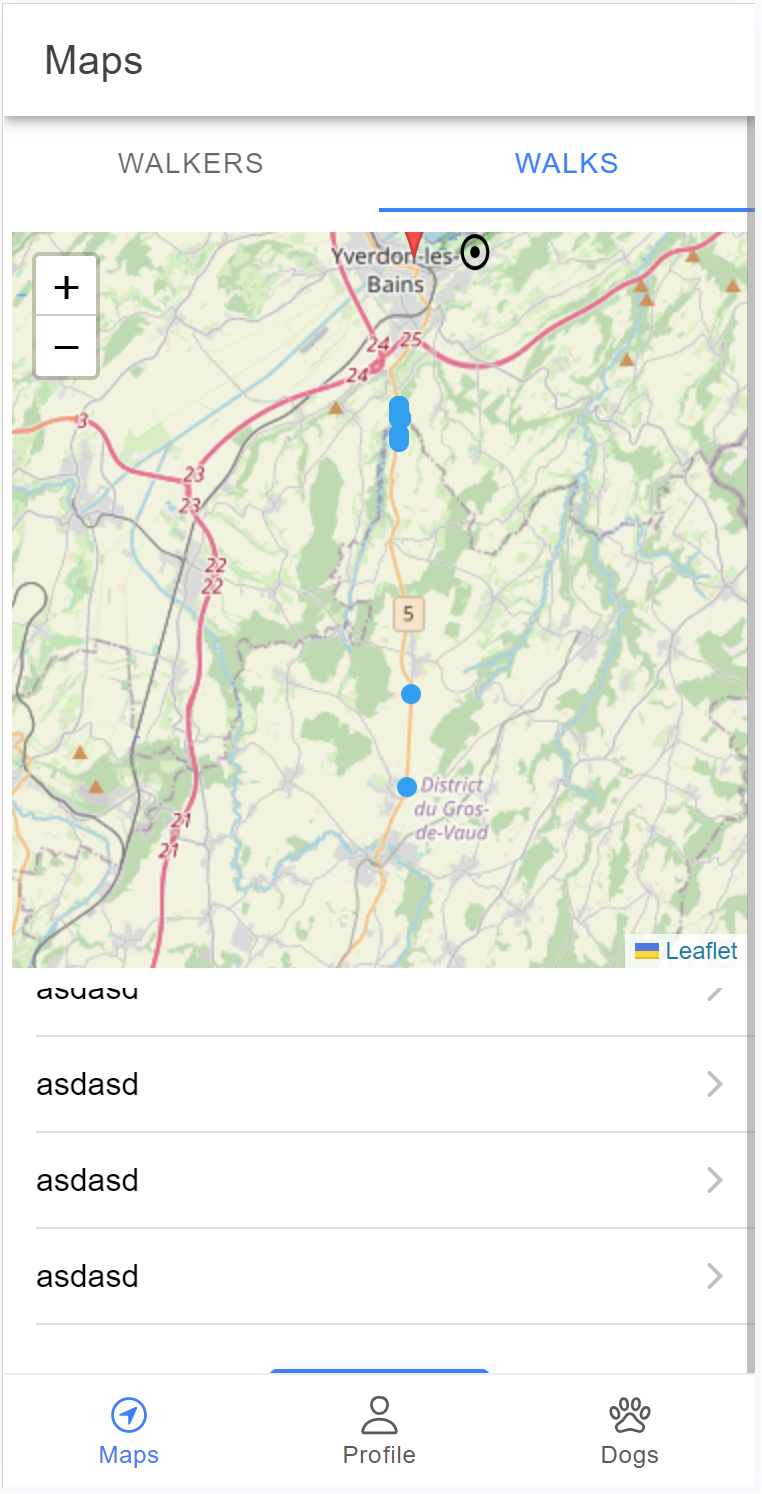 Maps
WALKERS
WALKS
+
−
Yverdon-les-
Bains
24
25
24
3
23
23
22
22
5
District
du Gros-
de-Vaud
21
21
Leaflet
asdasd
asdasd
asdasd
asdasd
Maps
Profile
Dogs